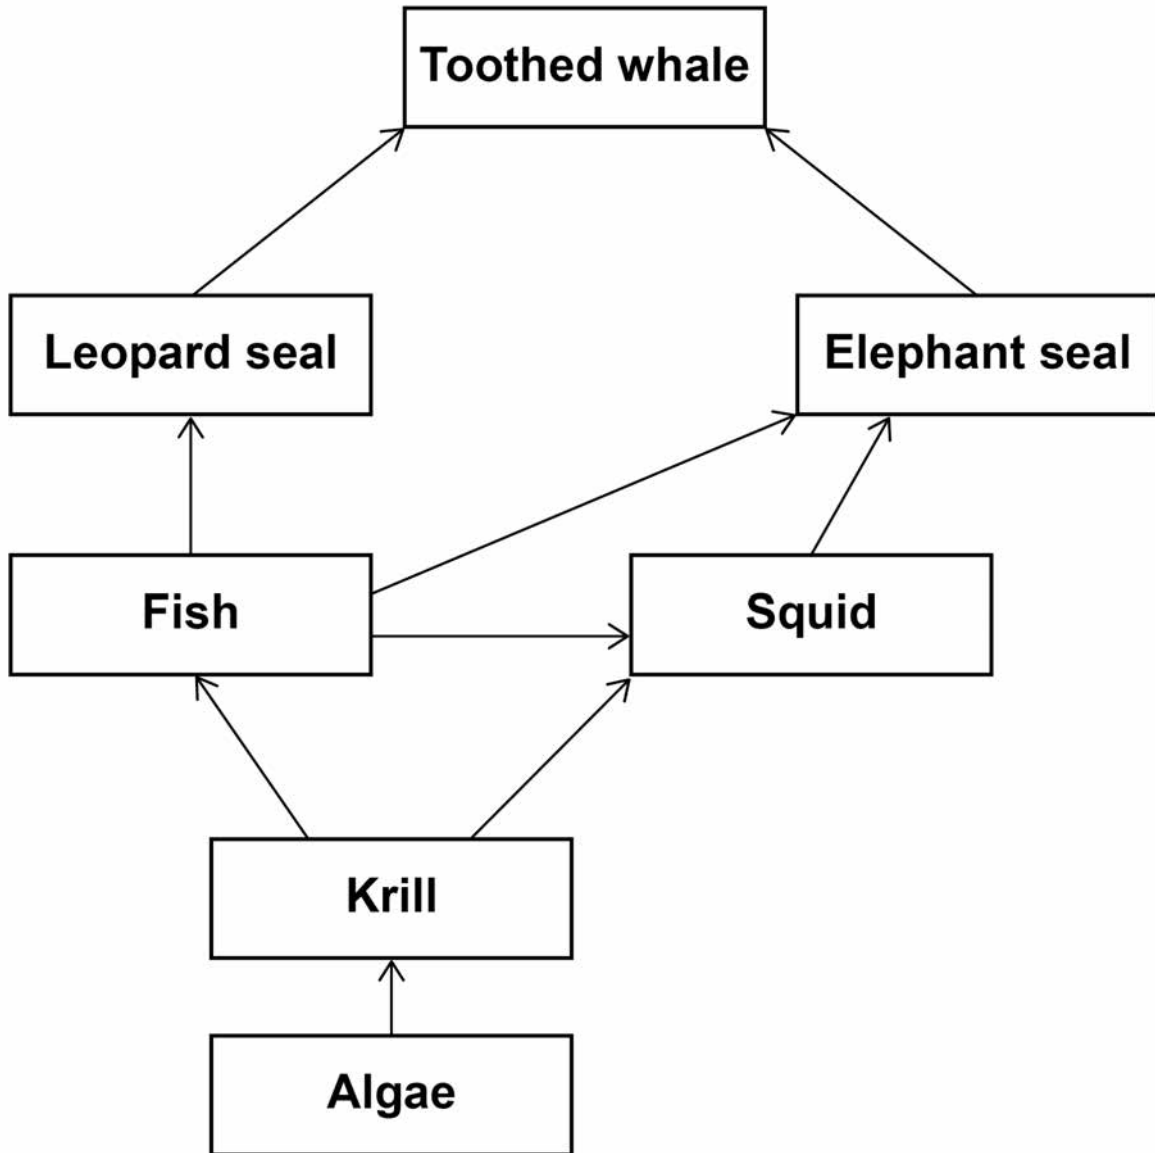 Toothed whale
Leopard seal
Elephant seal
Fish
Squid
Krill
Algae